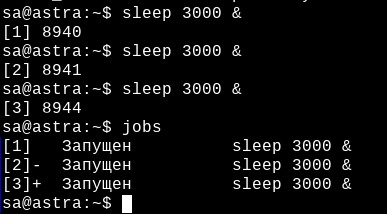 sa@astra:~$ sleep 3000 &
[1] 8940
sa@astra:~$ sleep 3000 &
[2] 8941
sa@astra:~$ sleep 3000 &
[3] 8944
sa@astra:~$ jobs
[1]   Запущен          sleep 3000 &
[2]-  Запущен          sleep 3000 &
[3]+  Запущен          sleep 3000 &
sa@astra:~$